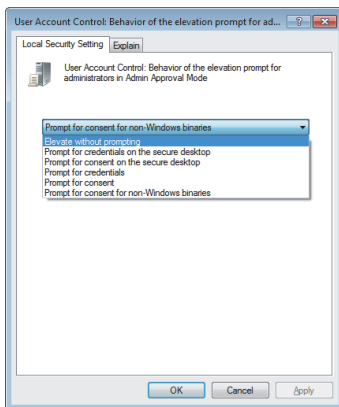 User Account Control: Behavior of the elevation prompt for ad...
Local Security Setting
Explain
User Account Control: Behavior of the elevation prompt for
administrators in Admin Approval Mode
Prompt for consent for non-Windows binaries
Elevate without prompting
Prompt for credentials on the secure desktop
Prompt for consent on the secure desktop
Prompt for credentials
Prompt for consent
Prompt for consent for non-Windows binaries
OK
Cancel
Apply